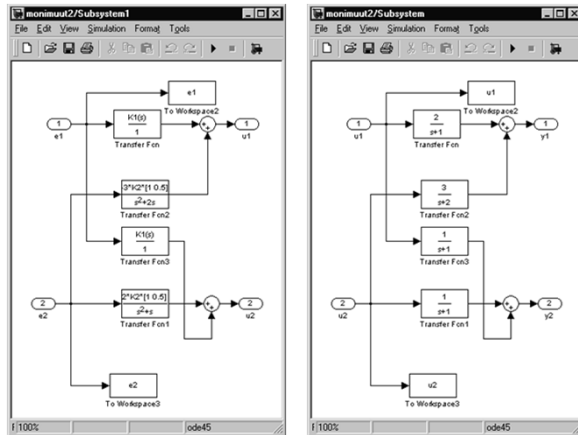 monimuut2/Subsystem1
File Edit View Simulation Format Tools
e1
To Workspace2
1
e1
K1(s)
1
Transfer Fcn
1
u1
-3*K2*[1 0.5]
s²+2s
Transfer Fcn2
K1(s)
1
Transfer Fcn3
2
e2
2*K2*[1 0.5]
s²+s
Transfer Fcn1
2
u2
e2
To Workspace3
100%
ode45
monimuut2/Subsystem
File Edit View Simulation Format Tools
u1
To Workspace2
1
u1
2
s+1
Transfer Fcn
1
y1
3
s+2
Transfer Fcn2
1
s+1
Transfer Fcn3
2
u2
1
s+1
Transfer Fcn1
2
y2
u2
To Workspace3
100%
ode45